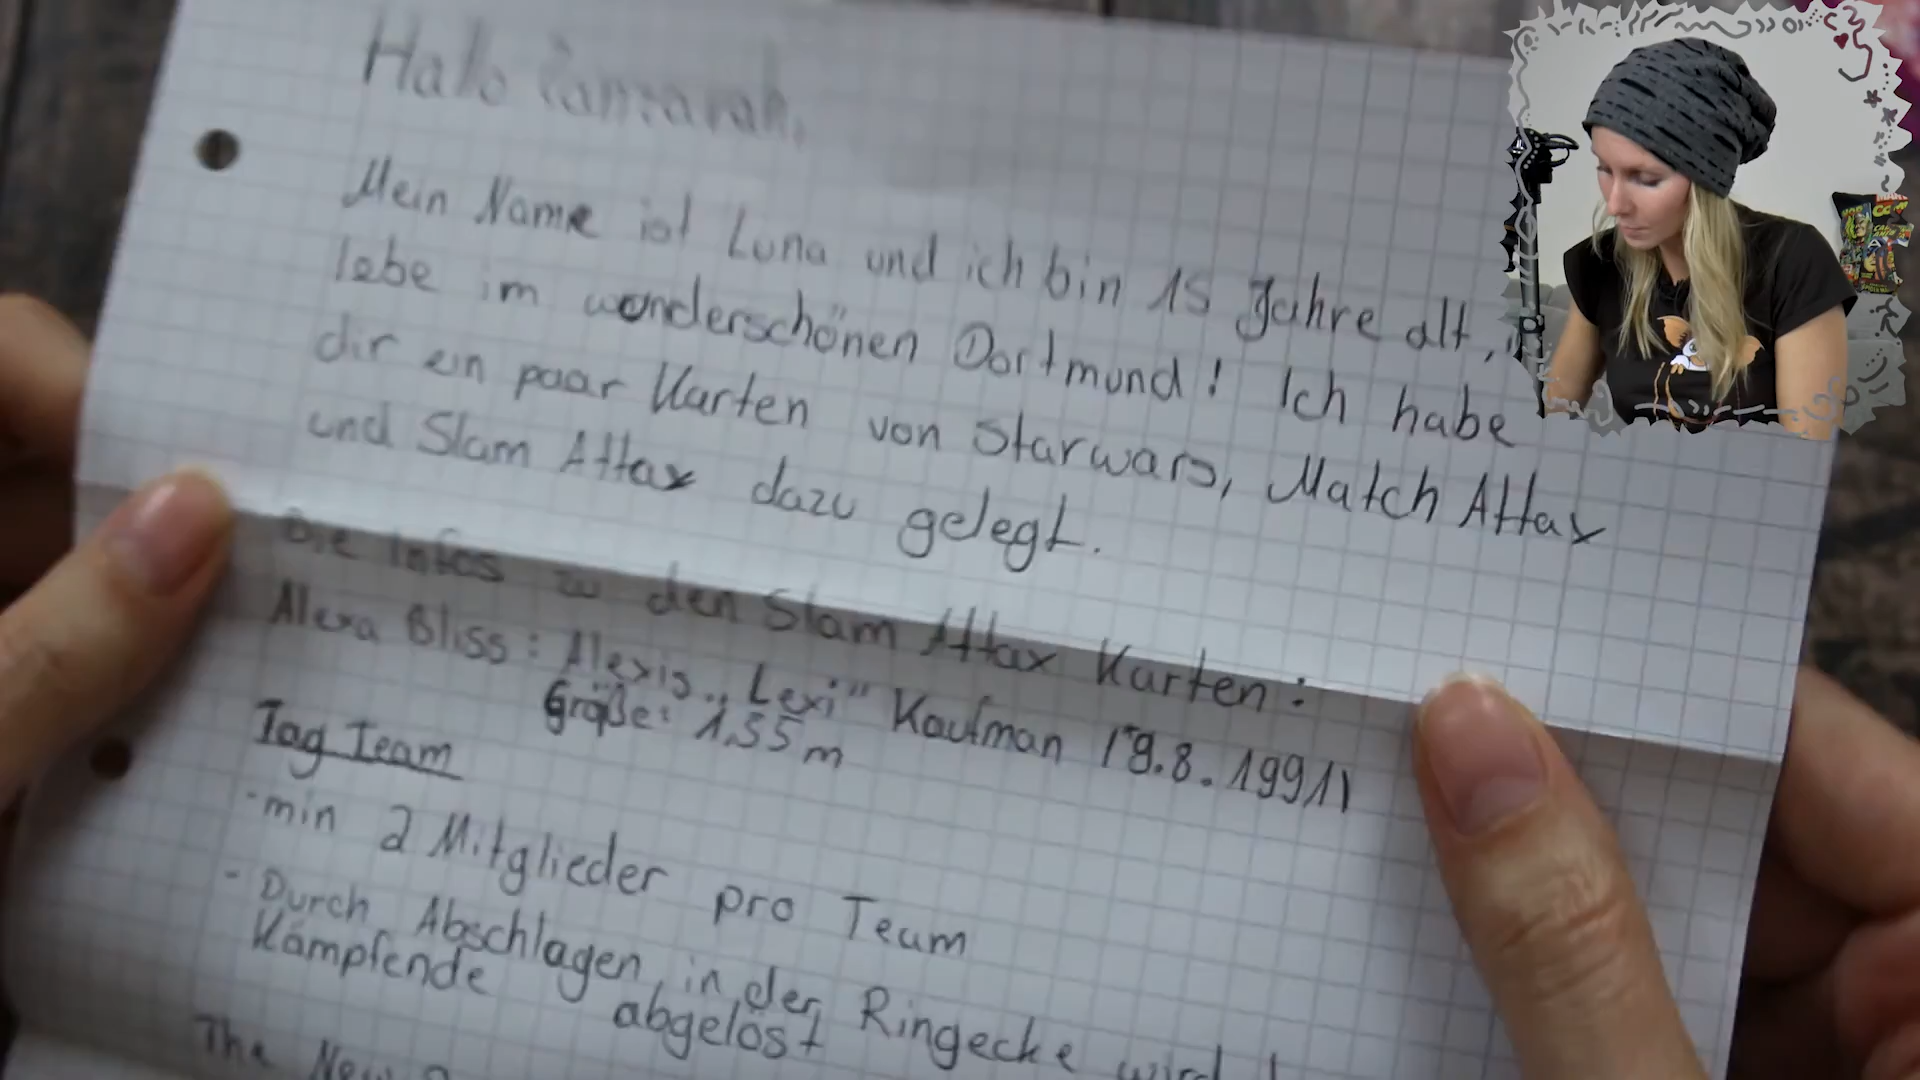 Hallo
Mein Name ist Luna und ich bin 15 Jahre alt,
lebe im wunderschönen Dortmund! Ich habe
dir ein paar Karten von Starwars, Match Attax
und Slam Attax dazu gelegt.
Die Infos zu den Slam Attax Karten:
Alexa Bliss: Alexis „Lexi" Kaufman (9.8.1991)
Größe: 1.55 m
Tag Team
-min 2 Mitglieder pro Team
- Durch Abschlagen in der Ringecke wird
Kämpfende abgelöst
The New